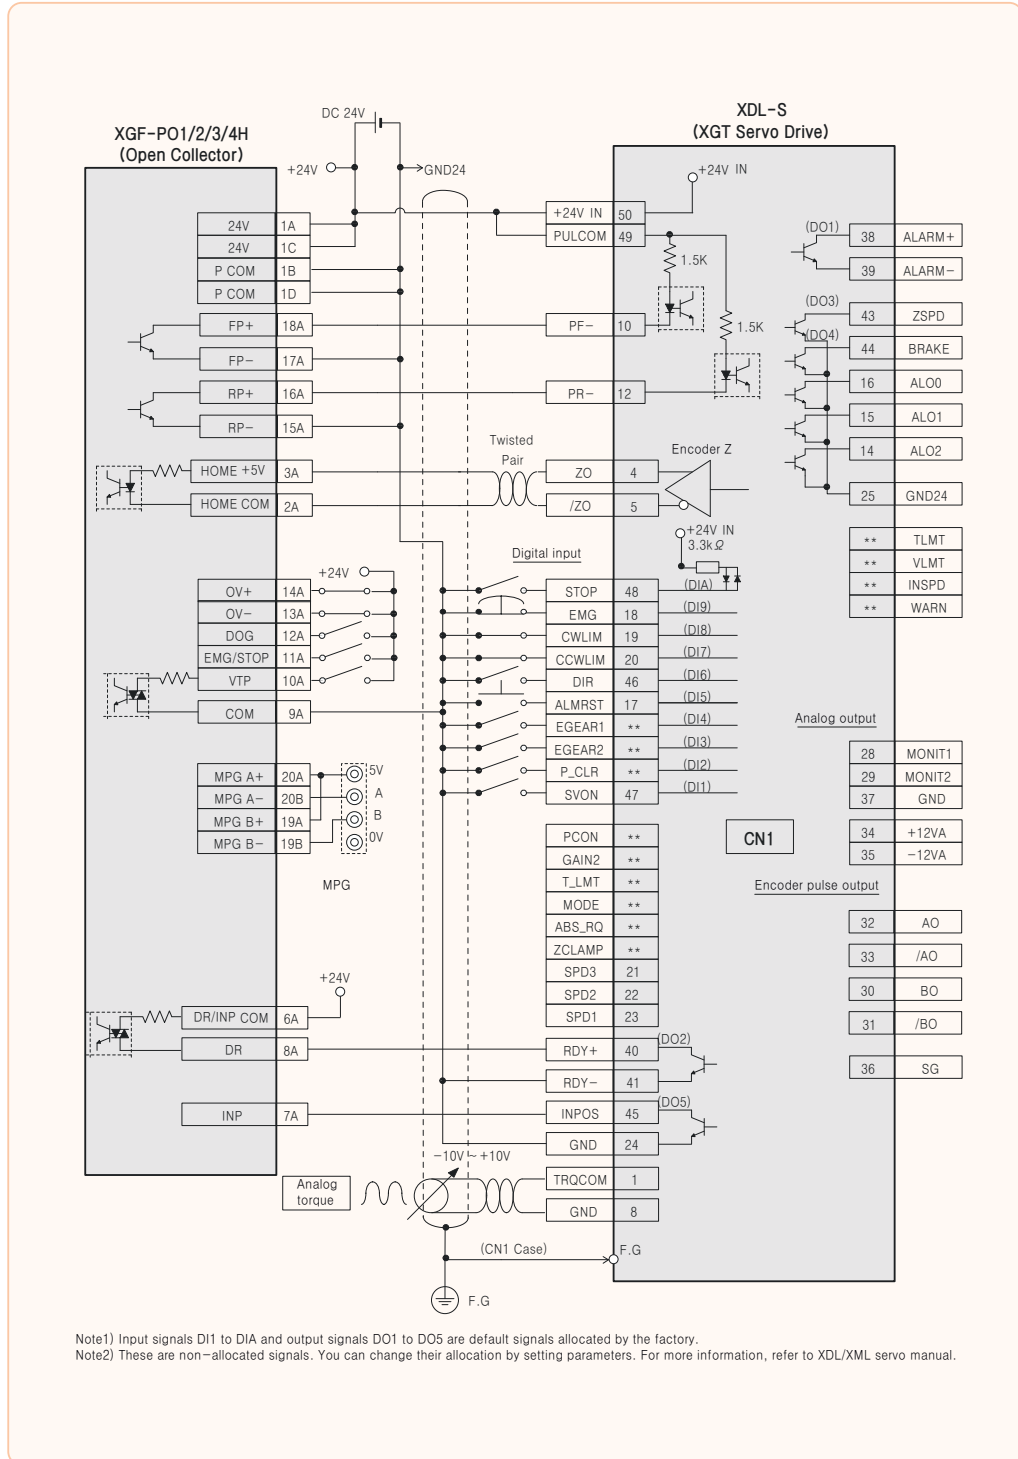 XGF-PO1/2/3/4H
(Open Collector)
DC 24V
+24V
GND24
XDL-S
(XGT Servo Drive)
+24V IN
24V 1A
24V 1C
P COM 1B
P COM 1D
FP+ 18A
FP- 17A
RP+ 16A
RP- 15A
HOME +5V 3A
HOME COM 2A
+24V
OV+ 14A
OV- 13A
DOG 12A
EMG/STOP 11A
VTP 10A
COM 9A
MPG A+ 20A
MPG A- 20B
MPG B+ 19A
MPG B- 19B
5V
A
B
0V
MPG
+24V
DR/INP COM 6A
DR 8A
INP 7A
Twisted
Pair
Digital input
+24V IN 50
PULCOM 49
1.5K
1.5K
PF- 10
PR- 12
ZO 4
/ZO 5
Encoder Z
+24V IN
3.3kΩ
STOP 48 (DIA)
EMG 18 (DI9)
CWLIM 19 (DI8)
CCWLIM 20 (DI7)
DIR 46 (DI6)
ALMRST 17 (DI5)
EGEAR1 ** (DI4)
EGEAR2 ** (DI3)
P_CLR ** (DI2)
SVON 47 (DI1)
PCON **
GAIN2 **
T_LMT **
MODE **
ABS_RQ **
ZCLAMP **
SPD3 21
SPD2 22
SPD1 23
RDY+ 40 (DO2)
RDY- 41
INPOS 45 (DO5)
GND 24
-10V ~ +10V
Analog
torque
TRQCOM 1
GND 8
(CN1 Case)
F.G
F.G
CN1
(DO1) 38 ALARM+
39 ALARM-
(DO3) 43 ZSPD
(DO4) 44 BRAKE
16 ALO0
15 ALO1
14 ALO2
25 GND24
** TLMT
** VLMT
** INSPD
** WARN
Analog output
28 MONIT1
29 MONIT2
37 GND
34 +12VA
35 -12VA
Encoder pulse output
32 AO
33 /AO
30 BO
31 /BO
36 SG
Note1) Input signals DI1 to DIA and output signals DO1 to DO5 are default signals allocated by the factory.
Note2) These are non-allocated signals. You can change their allocation by setting parameters. For more information, refer to XDL/XML servo manual.